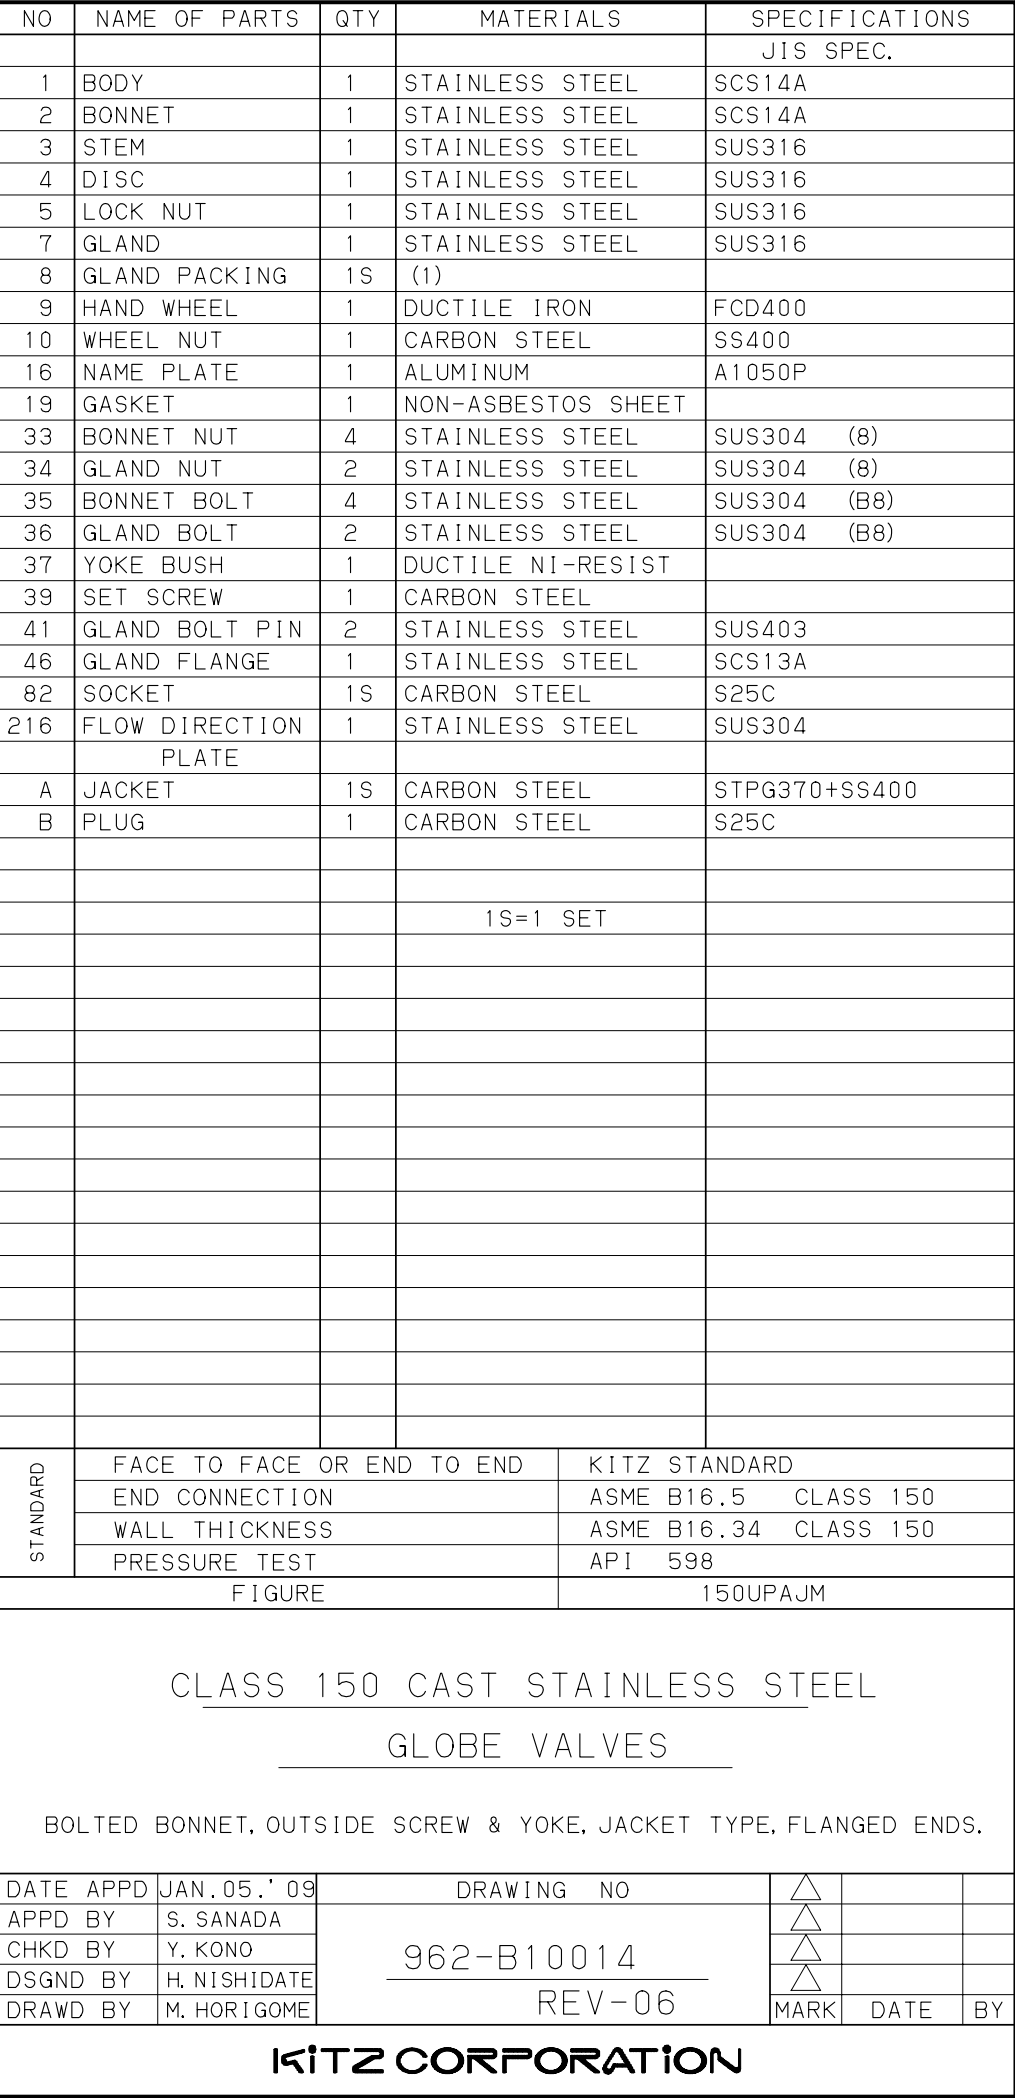 NO NAME OF PARTS QTY MATERIALS SPECIFICATIONS
JIS SPEC.
1 BODY 1 STAINLESS STEEL SCS14A
2 BONNET 1 STAINLESS STEEL SCS14A
3 STEM 1 STAINLESS STEEL SUS316
4 DISC 1 STAINLESS STEEL SUS316
5 LOCK NUT 1 STAINLESS STEEL SUS316
7 GLAND 1 STAINLESS STEEL SUS316
8 GLAND PACKING 1S (1)
9 HAND WHEEL 1 DUCTILE IRON FCD400
10 WHEEL NUT 1 CARBON STEEL SS400
16 NAME PLATE 1 ALUMINUM A1050P
19 GASKET 1 NON-ASBESTOS SHEET
33 BONNET NUT 4 STAINLESS STEEL SUS304 (8)
34 GLAND NUT 2 STAINLESS STEEL SUS304 (8)
35 BONNET BOLT 4 STAINLESS STEEL SUS304 (B8)
36 GLAND BOLT 2 STAINLESS STEEL SUS304 (B8)
37 YOKE BUSH 1 DUCTILE NI-RESIST
39 SET SCREW 1 CARBON STEEL
41 GLAND BOLT PIN 2 STAINLESS STEEL SUS403
46 GLAND FLANGE 1 STAINLESS STEEL SCS13A
82 SOCKET 1S CARBON STEEL S25C
216 FLOW DIRECTION 1 STAINLESS STEEL SUS304
PLATE
A JACKET 1S CARBON STEEL STPG370+SS400
B PLUG 1 CARBON STEEL S25C
1S=1 SET
STANDARD
FACE TO FACE OR END TO END KITZ STANDARD
END CONNECTION ASME B16.5 CLASS 150
WALL THICKNESS ASME B16.34 CLASS 150
PRESSURE TEST API 598
FIGURE 150UPAJM
CLASS 150 CAST STAINLESS STEEL
GLOBE VALVES
BOLTED BONNET, OUTSIDE SCREW & YOKE, JACKET TYPE, FLANGED ENDS.
DATE APPD JAN.05.'09 DRAWING NO
APPD BY S. SANADA
CHKD BY Y. KONO
962-B10014
DSGND BY H. NISHIDATE
DRAWD BY M. HORIGOME REV-06 MARK DATE BY
KITZ CORPORATION